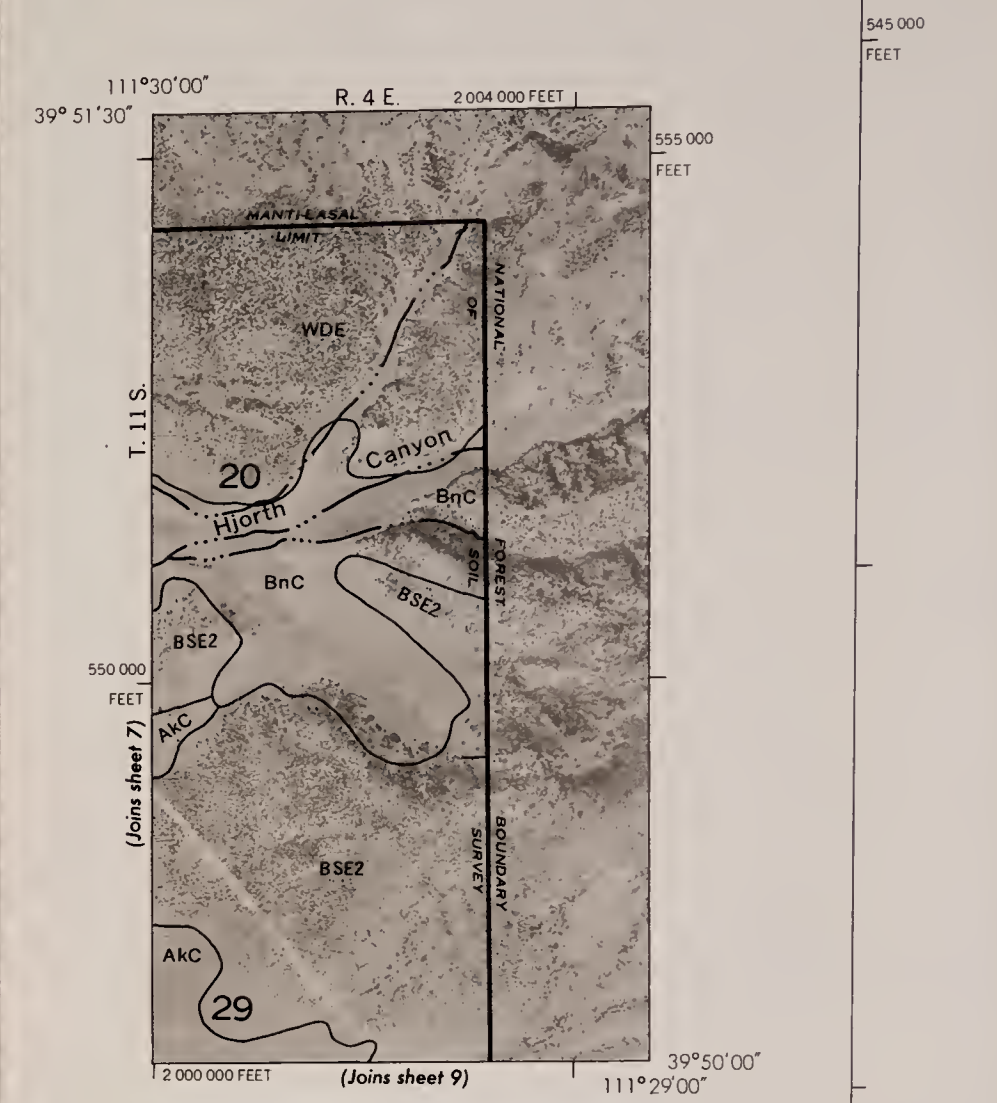 545 000
FEET
111°30'00"
39° 51'30"
R. 4 E.
2 004 000 FEET
555 000
FEET
MANTI-LASAL
LIMIT
NATIONAL
OF
WDE
T. 11 S.
20
Canyon
Hjorth
BnC
FOREST
SOIL
BnC
BSE2
BSE2
550 000
FEET
AkC
(Joins sheet 7)
BOUNDARY
SURVEY
BSE2
AkC
29
2 000 000 FEET
(Joins sheet 9)
39°50'00"
111°29'00"